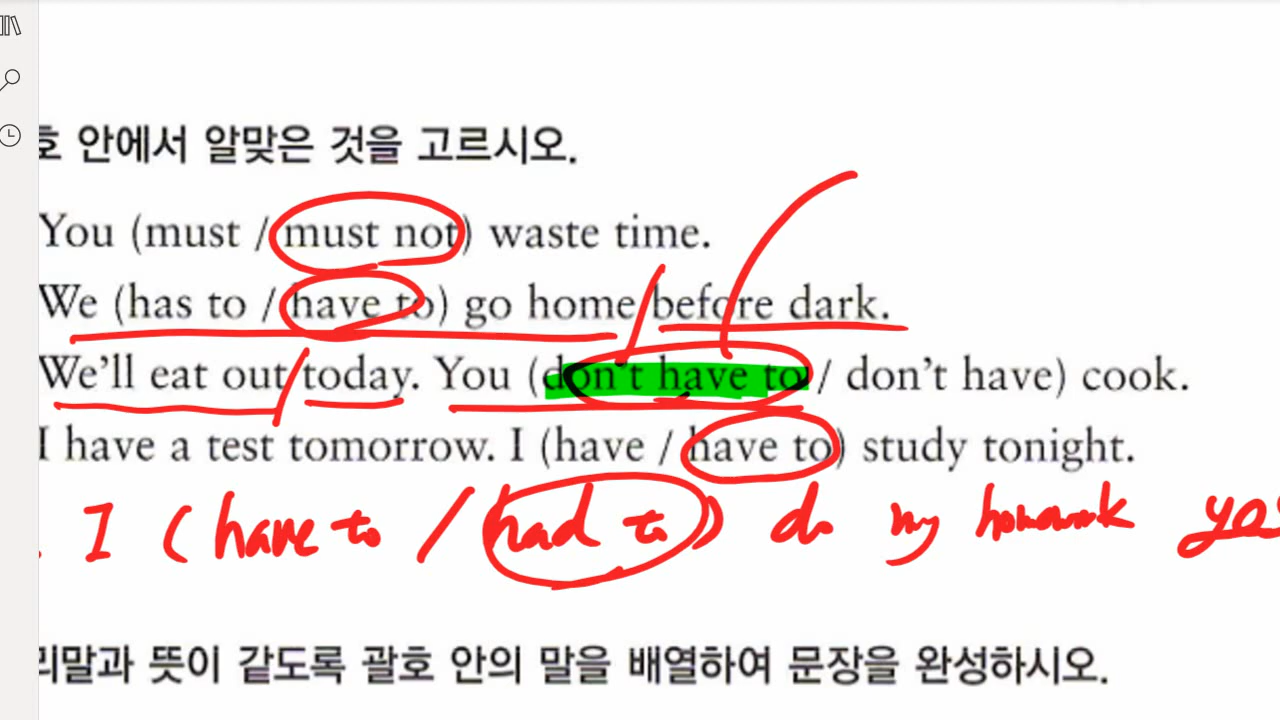 호 안에서 알맞은 것을 고르시오.
You (must / must not) waste time.
We (has to / have to) go home before dark.
We'll eat out today. You (don't have to / don't have) cook.
I have a test tomorrow. I (have / have to) study tonight.
I (have to / had to) do my homework
리말과 뜻이 같도록 괄호 안의 말을 배열하여 문장을 완성하시오.